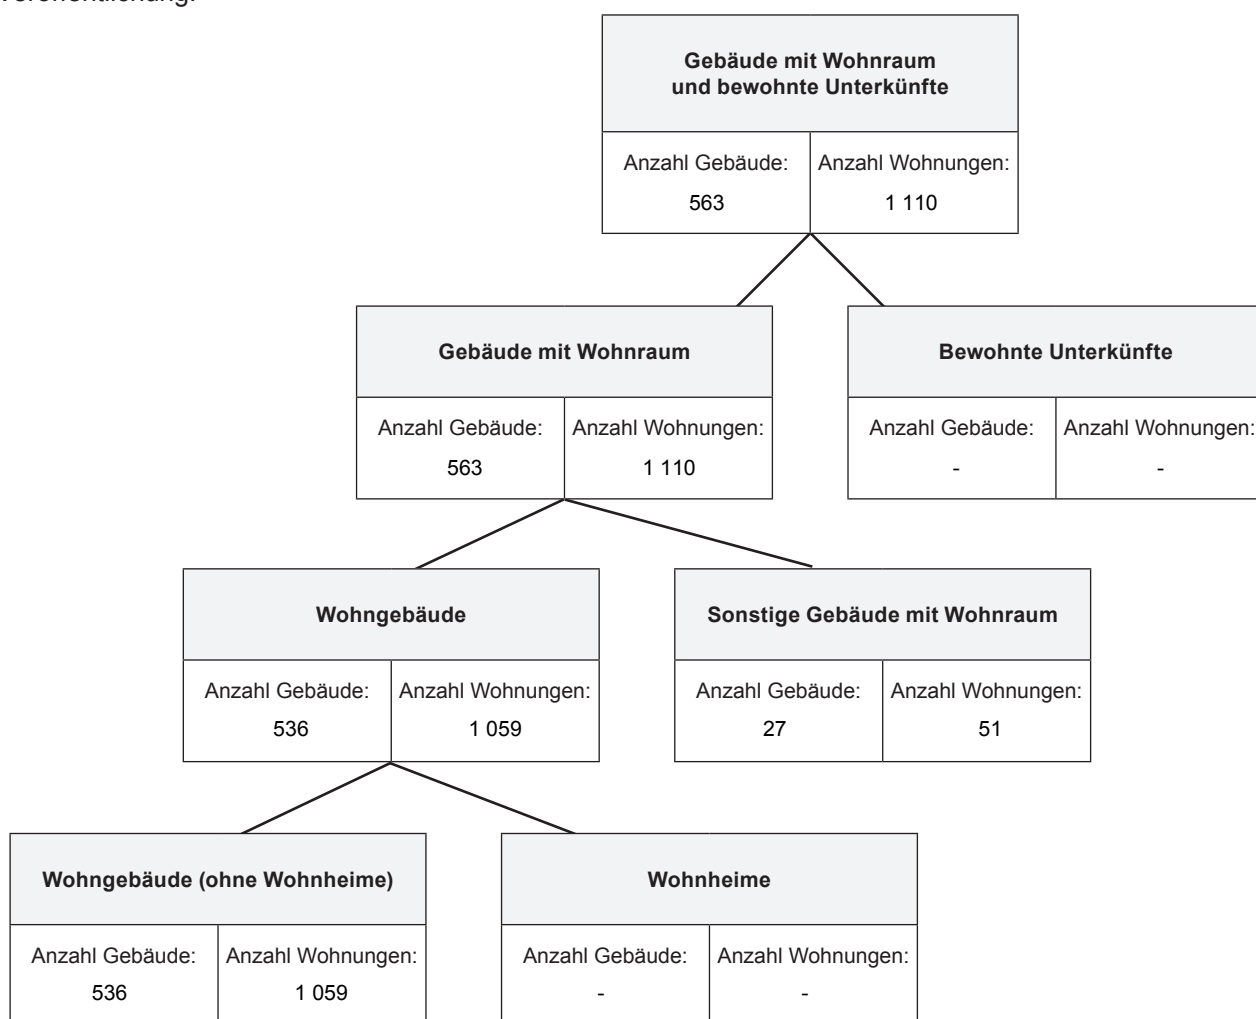 Veröffentlichung.
Gebäude mit Wohnraum
und bewohnte Unterkünfte
Anzahl Gebäude: Anzahl Wohnungen:
563 1 110
Gebäude mit Wohnraum Bewohnte Unterkünfte
Anzahl Gebäude: Anzahl Wohnungen: Anzahl Gebäude: Anzahl Wohnungen:
563 1 110 - -
Wohngebäude Sonstige Gebäude mit Wohnraum
Anzahl Gebäude: Anzahl Wohnungen: Anzahl Gebäude: Anzahl Wohnungen:
536 1 059 27 51
Wohngebäude (ohne Wohnheime) Wohnheime
Anzahl Gebäude: Anzahl Wohnungen: Anzahl Gebäude: Anzahl Wohnungen:
536 1 059 - -